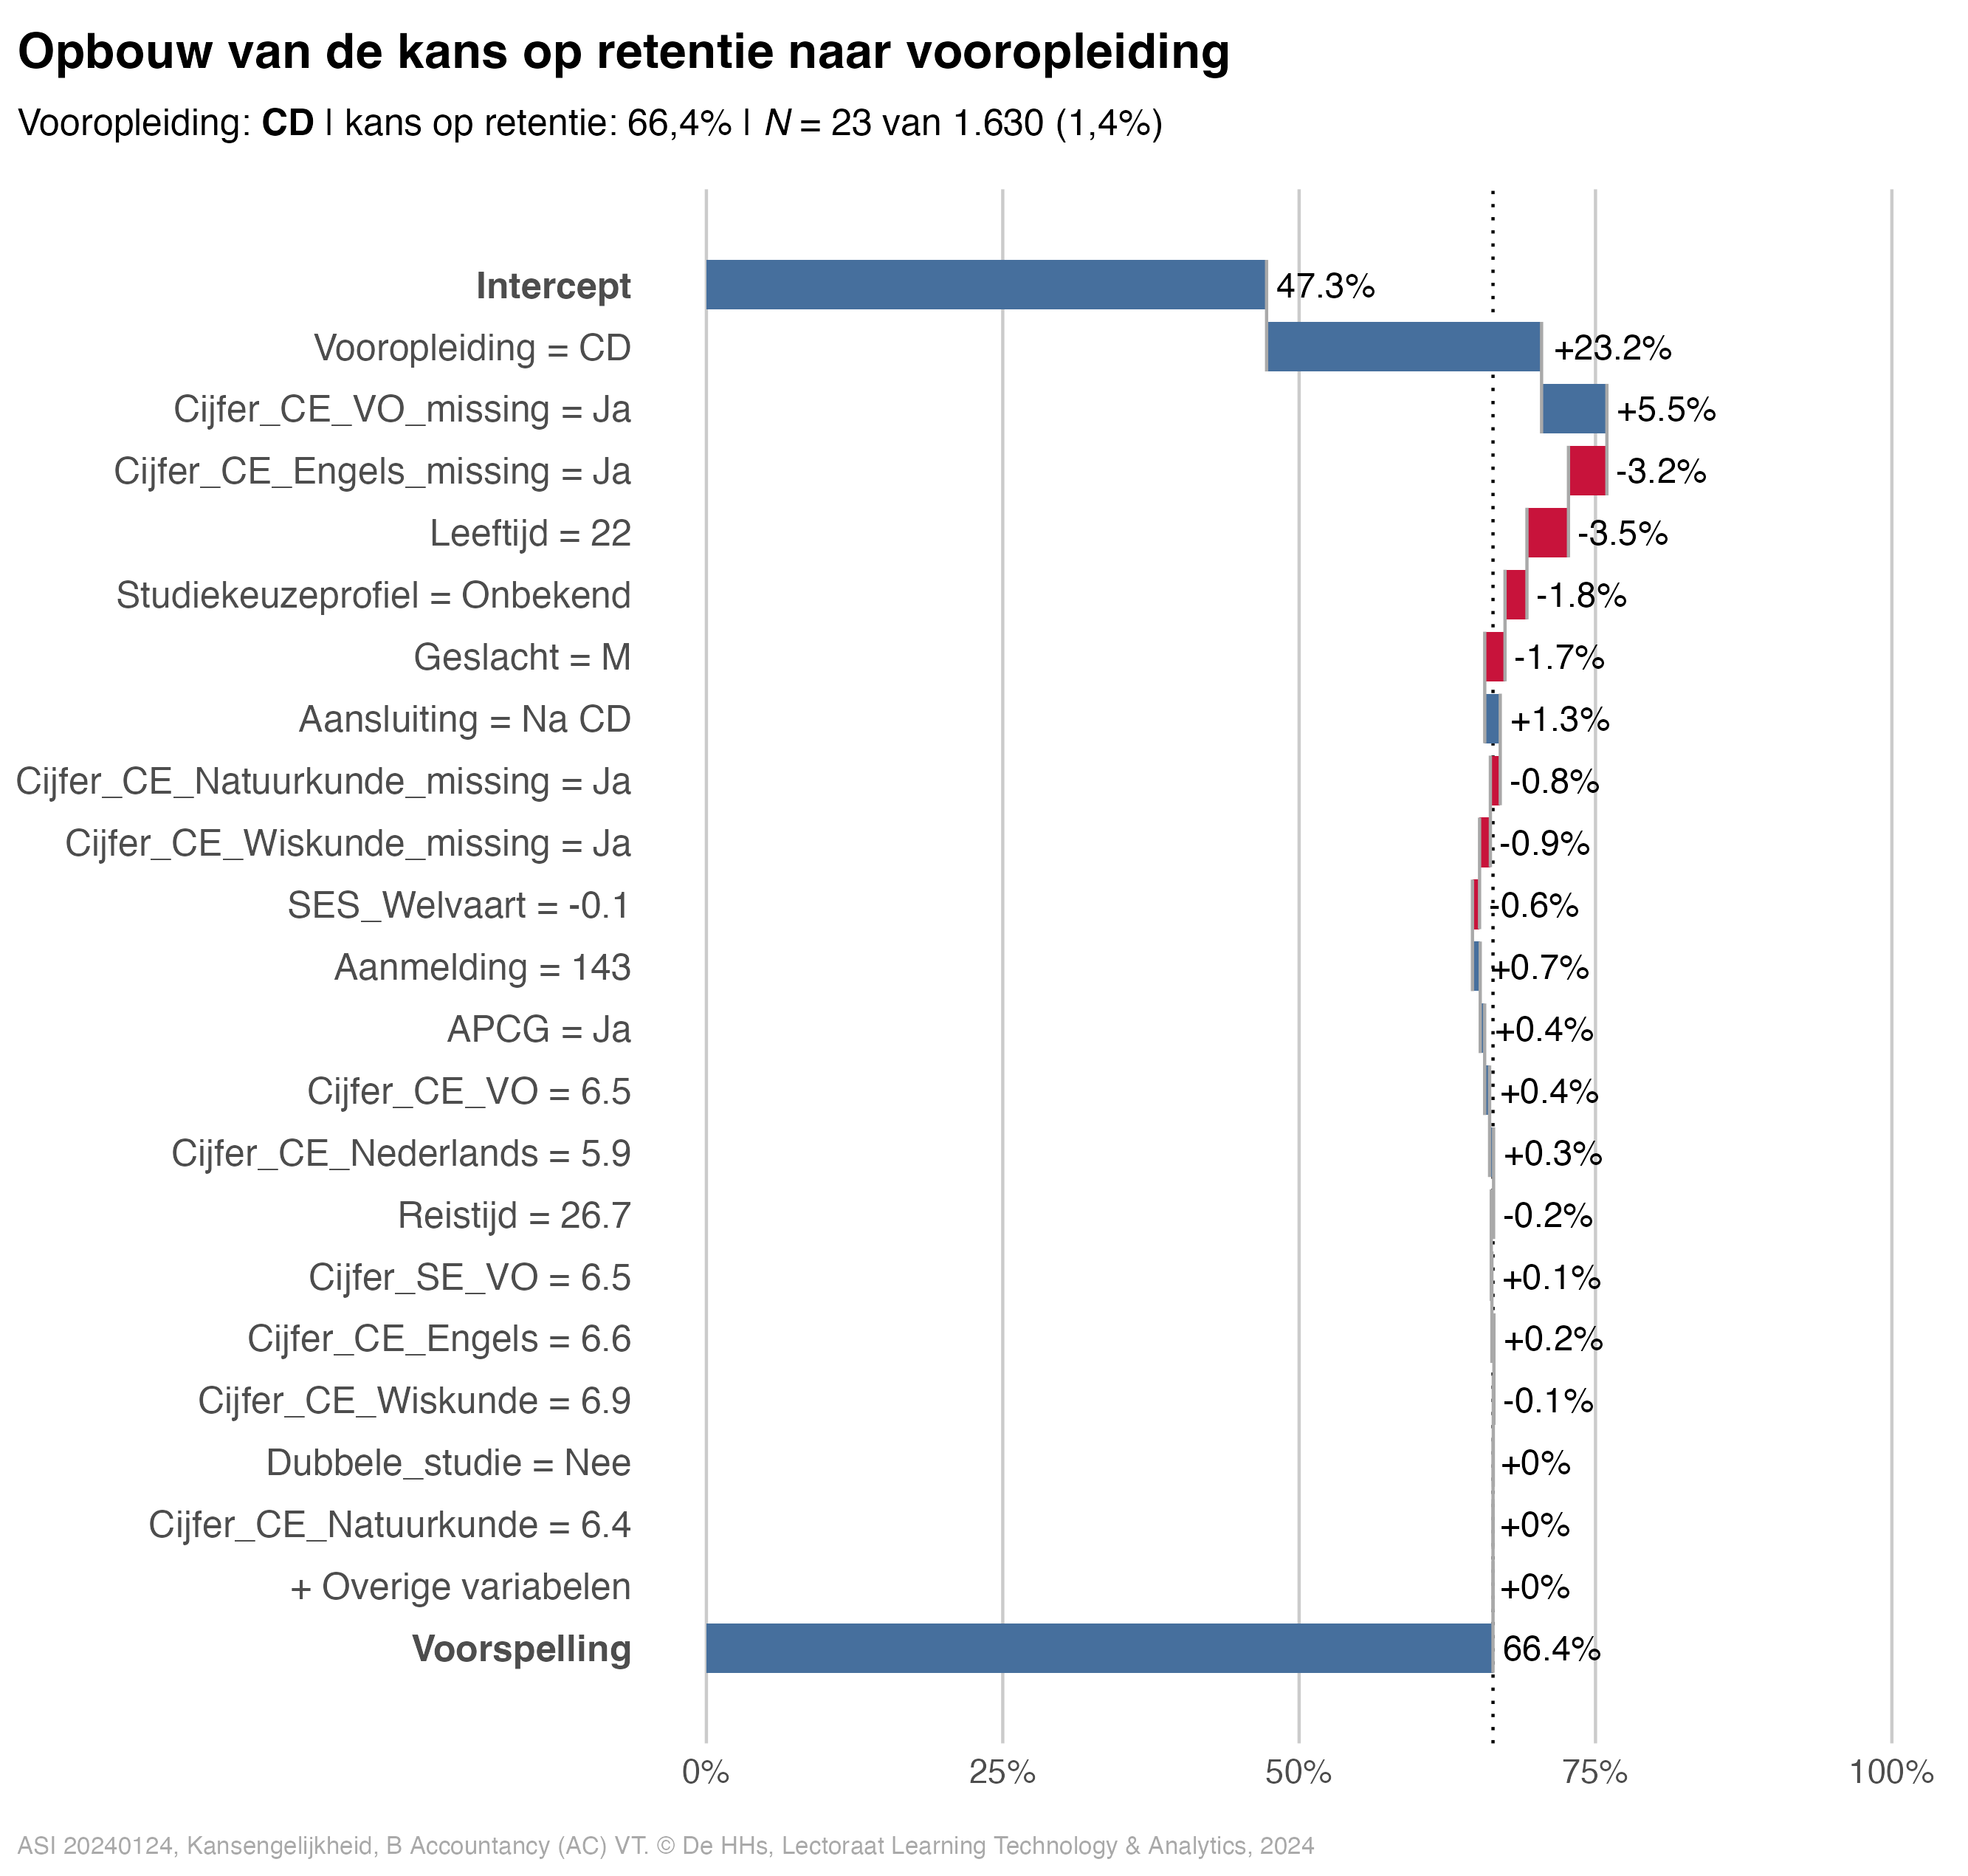 Opbouw van de kans op retentie naar vooropleiding
Vooropleiding: CD | kans op retentie: 66,4% | N = 23 van 1.630 (1,4%)
Intercept 47.3%
Vooropleiding = CD +23.2%
Cijfer_CE_VO_missing = Ja +5.5%
Cijfer_CE_Engels_missing = Ja -3.2%
Leeftijd = 22 -3.5%
Studiekeuzeprofiel = Onbekend -1.8%
Geslacht = M -1.7%
Aansluiting = Na CD +1.3%
Cijfer_CE_Natuurkunde_missing = Ja -0.8%
Cijfer_CE_Wiskunde_missing = Ja -0.9%
SES_Welvaart = -0.1 -0.6%
Aanmelding = 143 +0.7%
APCG = Ja +0.4%
Cijfer_CE_VO = 6.5 +0.4%
Cijfer_CE_Nederlands = 5.9 +0.3%
Reistijd = 26.7 -0.2%
Cijfer_SE_VO = 6.5 +0.1%
Cijfer_CE_Engels = 6.6 +0.2%
Cijfer_CE_Wiskunde = 6.9 -0.1%
Dubbele_studie = Nee +0%
Cijfer_CE_Natuurkunde = 6.4 +0%
+ Overige variabelen +0%
Voorspelling 66.4%
0% 25% 50% 75% 100%
ASI 20240124, Kansengelijkheid, B Accountancy (AC) VT. © De HHs, Lectoraat Learning Technology & Analytics, 2024